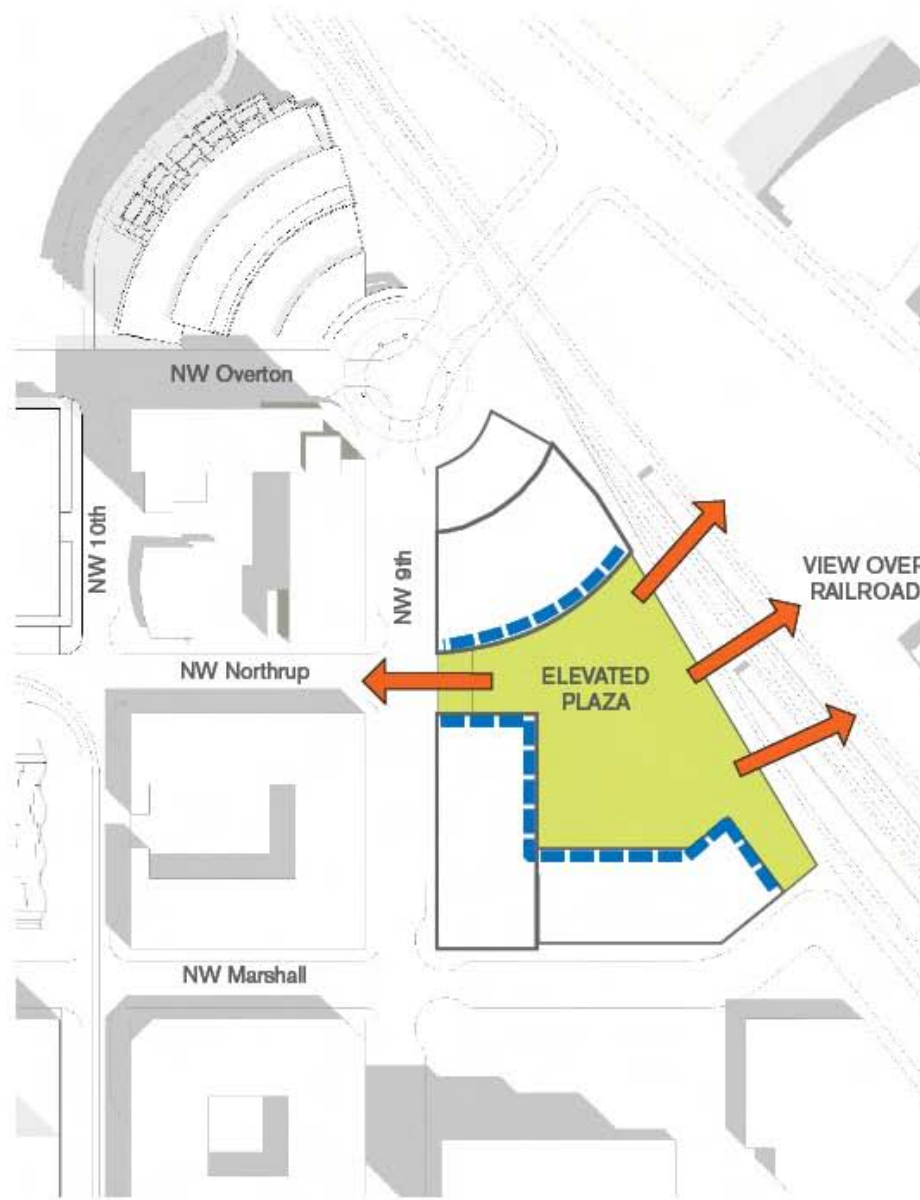 NW Overton
NW 10th
NW 9th
VIEW OVER
RAILROAD
NW Northrup
ELEVATED
PLAZA
NW Marshall